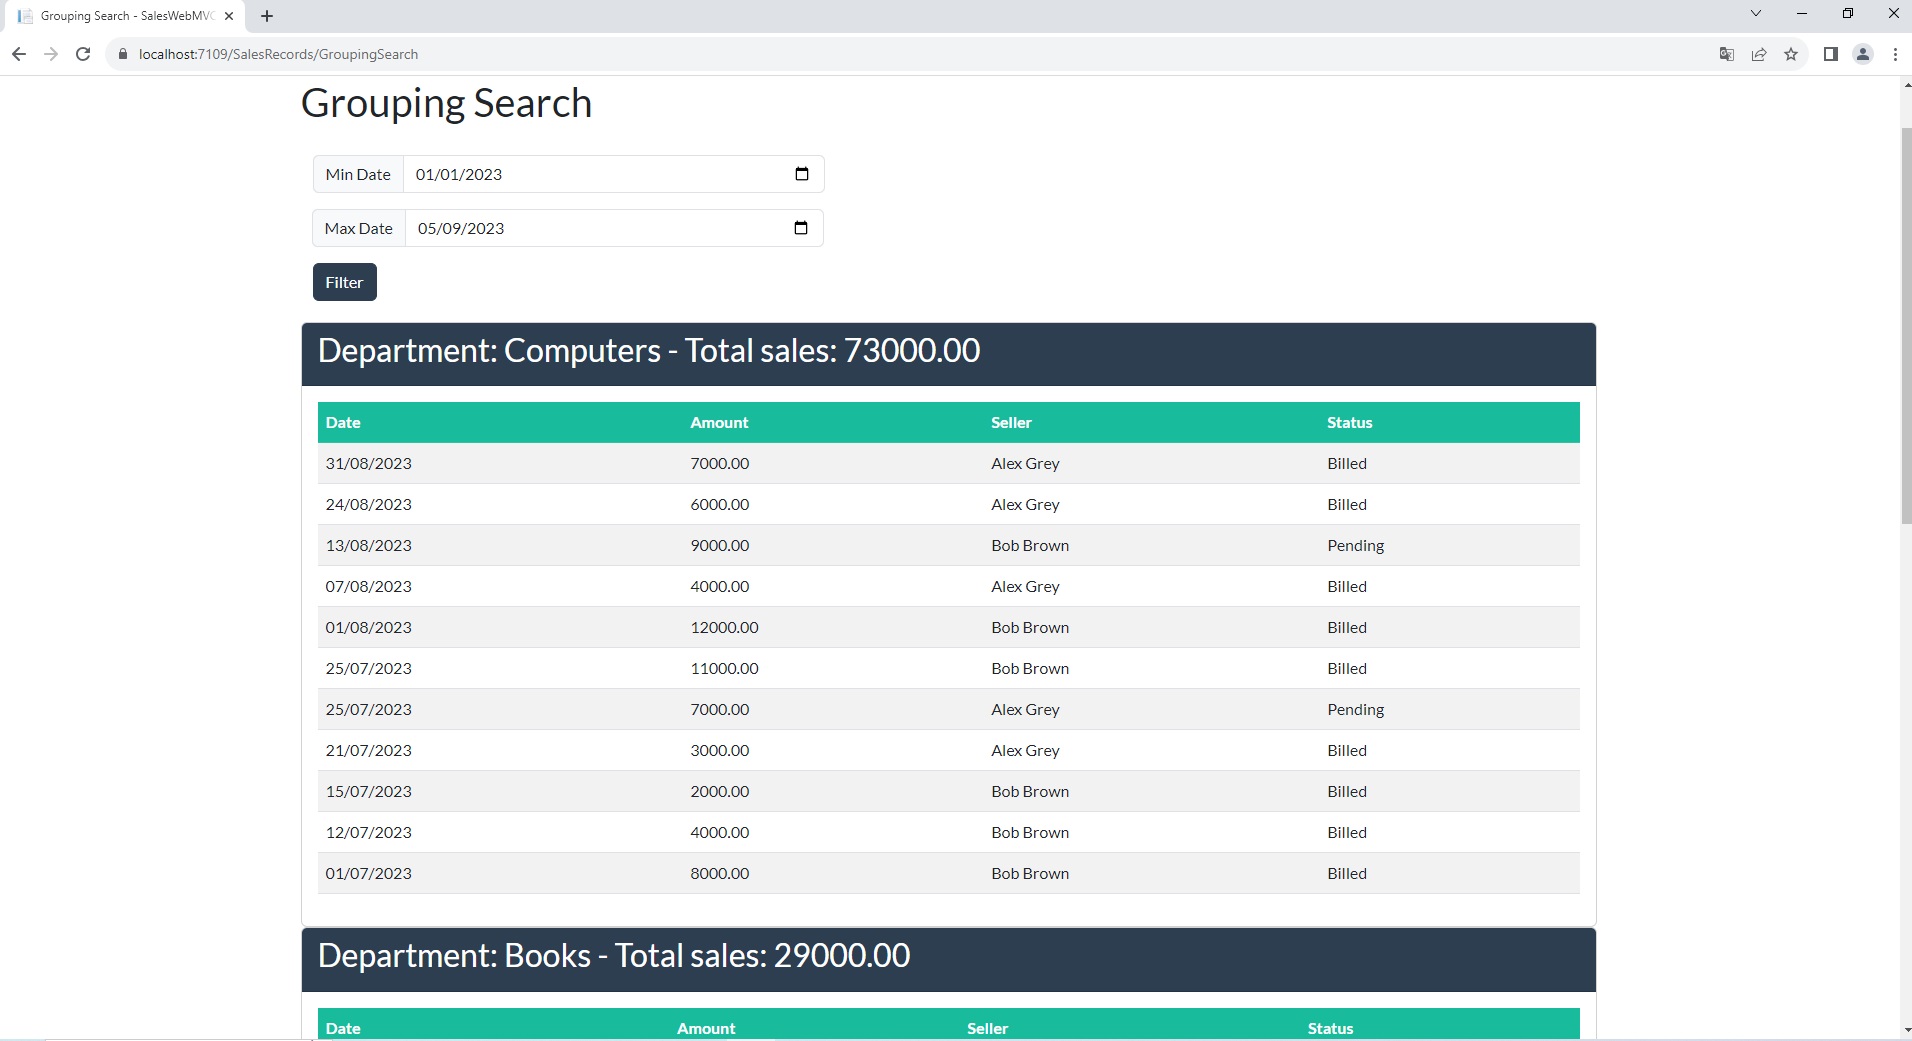 Grouping Search - SalesWebMVC
localhost:7109/SalesRecords/GroupingSearch
Grouping Search
Min Date 01/01/2023
Max Date 05/09/2023
Filter
Department: Computers - Total sales: 73000.00
Date Amount Seller Status
31/08/2023 7000.00 Alex Grey Billed
24/08/2023 6000.00 Alex Grey Billed
13/08/2023 9000.00 Bob Brown Pending
07/08/2023 4000.00 Alex Grey Billed
01/08/2023 12000.00 Bob Brown Billed
25/07/2023 11000.00 Bob Brown Billed
25/07/2023 7000.00 Alex Grey Pending
21/07/2023 3000.00 Alex Grey Billed
15/07/2023 2000.00 Bob Brown Billed
12/07/2023 4000.00 Bob Brown Billed
01/07/2023 8000.00 Bob Brown Billed
Department: Books - Total sales: 29000.00
Date Amount Seller Status